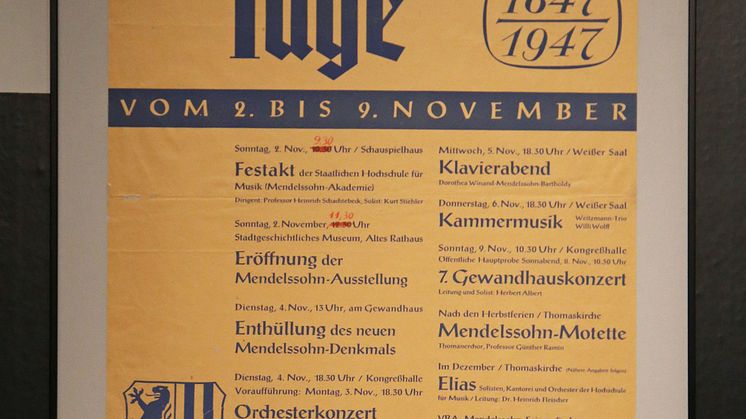 Tage
1847
1947
VOM 2. BIS 9. NOVEMBER
9.30
Sonntag, 2. Nov., 10.30 Uhr / Schauspielhaus
Festakt der Staatlichen Hochschule für
Musik (Mendelssohn-Akademie)
Dirigent: Professor Heinrich Schachtebeck, Solist: Kurt Stiehler
11.30
Sonntag, 2. November, Uhr
Stadtgeschichtliches Museum, Altes Rathaus
Eröffnung der
Mendelssohn-Ausstellung
Dienstag, 4. Nov., 13 Uhr, am Gewandhaus
Enthüllung des neuen
Mendelssohn-Denkmals
Dienstag, 4. Nov., 18.30 Uhr / Kongreßhalle
Voraufführung: Montag, 3. Nov., 18.30 Uhr
Orchesterkonzert
Mittwoch, 5. Nov., 18.30 Uhr / Weißer Saal
Klavierabend
Dorothea Winand-Mendelssohn-Bartholdy
Donnerstag, 6. Nov., 18.30 Uhr / Weißer Saal
Kammermusik Weitzmann-Trio
Willi Wolff
Sonntag, 9. Nov., 10.30 Uhr / Kongreßhalle
Öffentliche Hauptprobe Sonnabend, 8. Nov., 10.30 Uhr
7. Gewandhauskonzert
Leitung und Solist: Herbert Albert
Nach den Herbstferien / Thomaskirche
Mendelssohn-Motette
Thomanerchor, Professor Günther Ramin
Im Dezember / Thomaskirche (Nähere Angaben folgen)
Elias Solisten, Kantorei und Orchester der Hochschule
für Musik / Leitung: Dr. Heinrich Fleischer